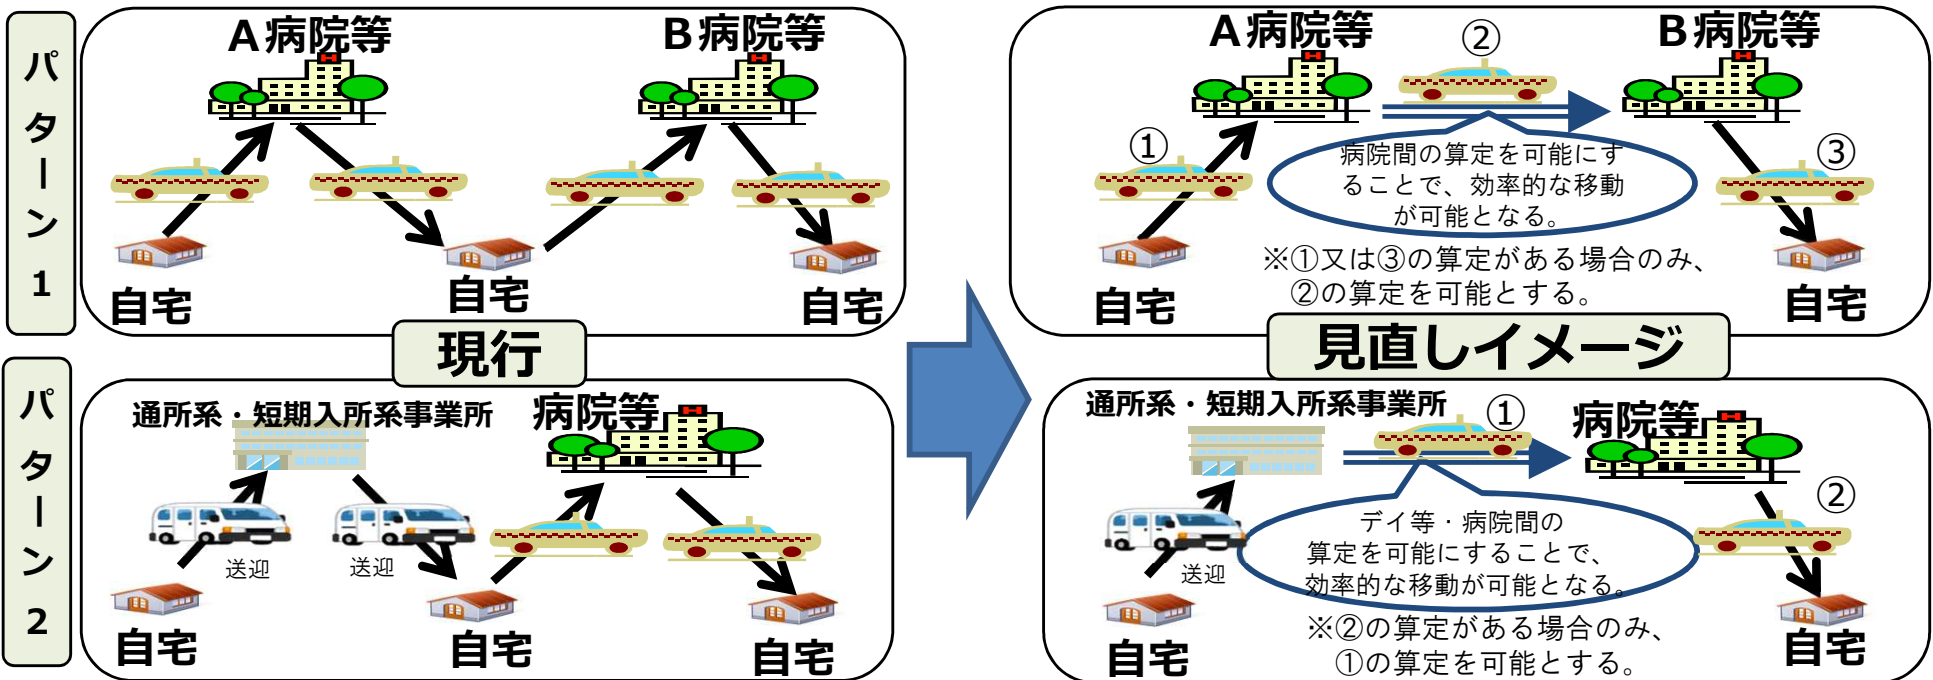 パターン1
A病院等
B病院等
自宅
自宅
自宅
現行
パターン2
通所系・短期入所系事業所
病院等
送迎
送迎
自宅
自宅
自宅
A病院等
②
B病院等
①
病院間の算定を可能にす
ることで、効率的な移動
が可能となる。
③
※①又は③の算定がある場合のみ、
②の算定を可能とする。
自宅
自宅
見直しイメージ
通所系・短期入所系事業所
①
病院等
②
デイ等・病院間の
算定を可能にすることで、
効率的な移動が可能となる。
送迎
※②の算定がある場合のみ、
①の算定を可能とする。
自宅
自宅